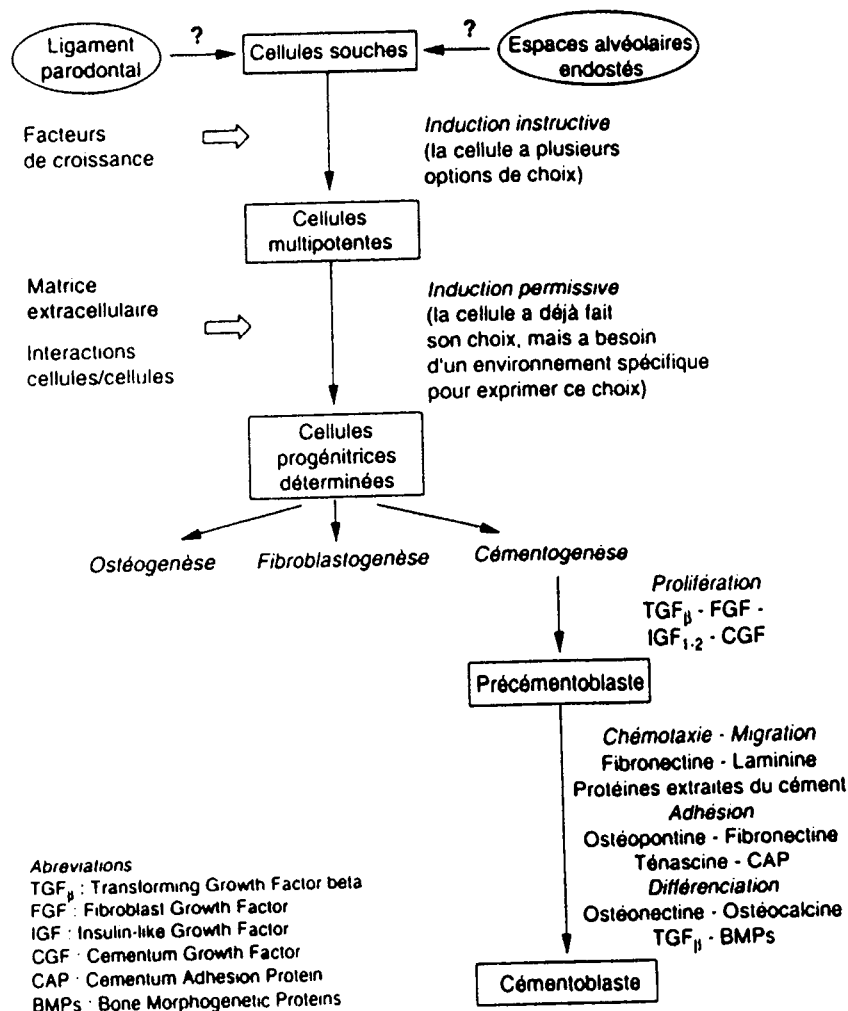 Ligament
parodontal
?
Cellules souches
?
Espaces alvéolaires
endostés
Facteurs
de croissance
Induction instructive
(la cellule a plusieurs
options de choix)
Cellules
multipotentes
Matrice
extracellulaire
Interactions
cellules/cellules
Induction permissive
(la cellule a déjà fait
son choix, mais a besoin
d'un environnement spécifique
pour exprimer ce choix)
Cellules
progénitrices
déterminées
Ostéogenèse
Fibroblastogenèse
Cémentogenèse
Prolifération
TGFβ - FGF -
IGF1-2 - CGF
Précémentoblaste
Chémotaxie - Migration
Fibronectine - Laminine
Protéines extraites du cément
Adhésion
Ostéopontine - Fibronectine
Ténascine - CAP
Différenciation
Ostéonectine - Ostéocalcine
TGFβ - BMPs
Cémentoblaste
Abreviations
TGFβ : Transforming Growth Factor beta
FGF : Fibroblast Growth Factor
IGF : Insulin-like Growth Factor
CGF : Cementum Growth Factor
CAP : Cementum Adhesion Protein
BMPs : Bone Morphogenetic Proteins